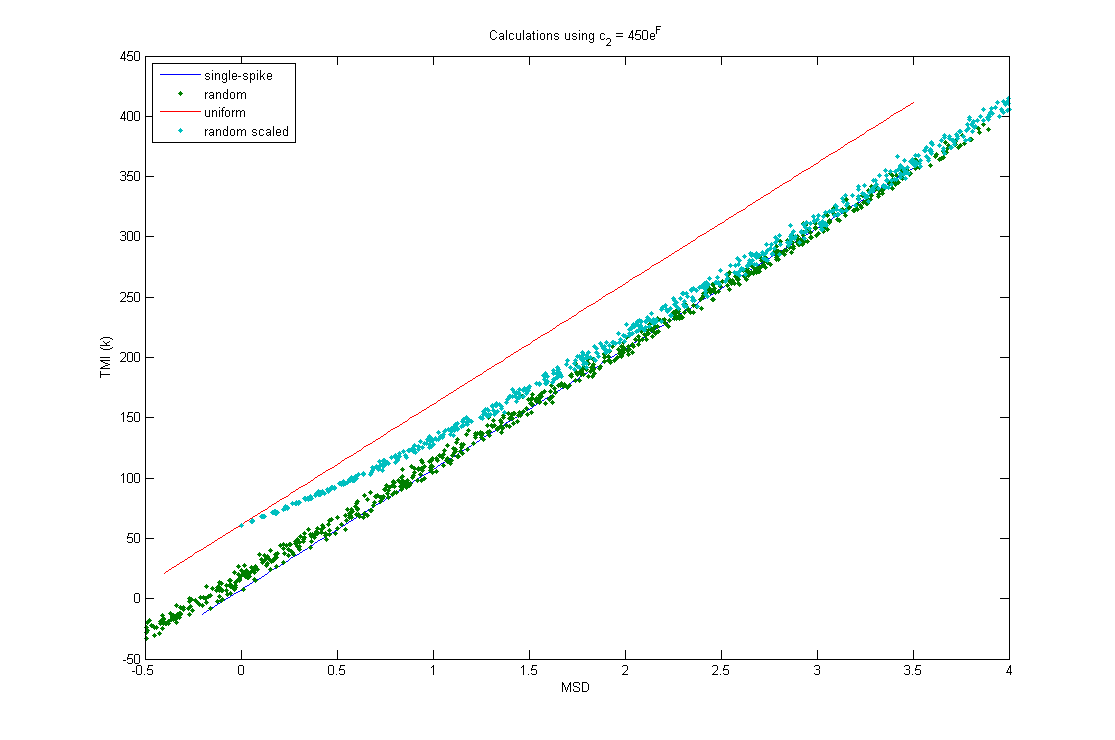 Calculations using c₂ = 450eᶠ
single-spike
random
uniform
random scaled
TMI (k)
450
400
350
300
250
200
150
100
50
0
-50
-0.5 0 0.5 1 1.5 2 2.5 3 3.5 4
MSD